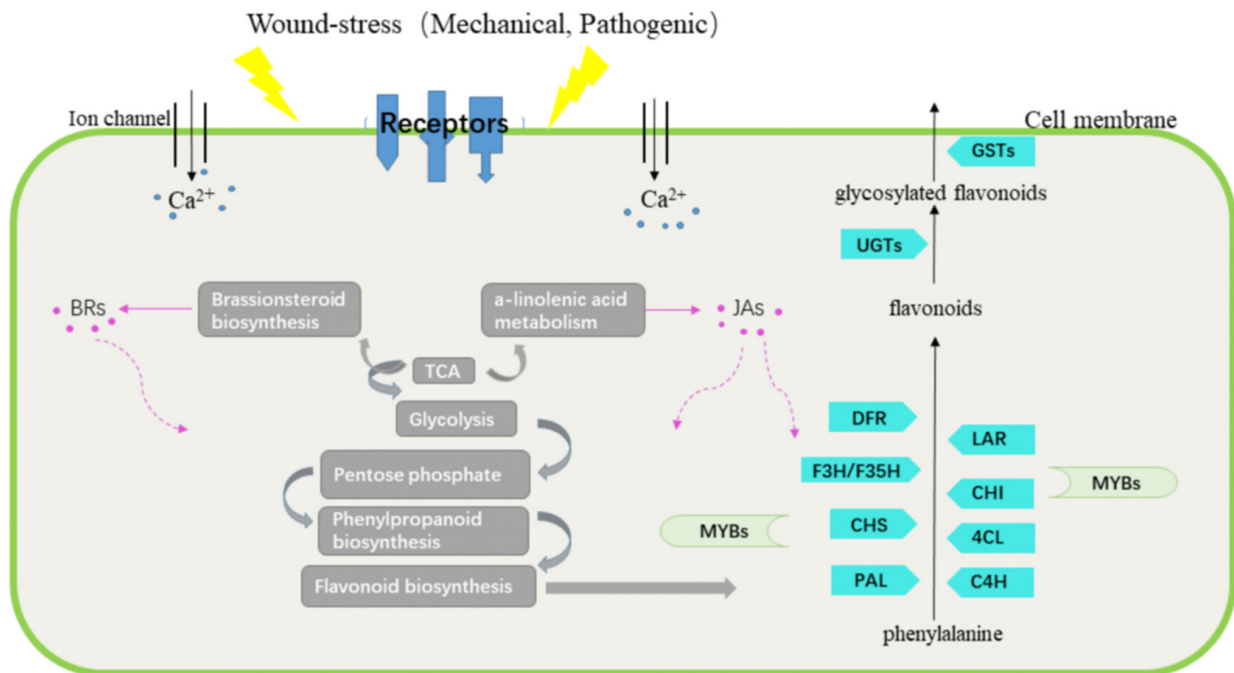 Wound-stress (Mechanical, Pathogenic)
Ion channel
Receptors
Cell membrane
GSTs
Ca2+
Ca2+
glycosylated flavonoids
UGTs
Brassionsteroid
biosynthesis
a-linolenic acid
metabolism
BRs
JAs
flavonoids
TCA
Glycolysis
DFR
LAR
Pentose phosphate
F3H/F35H
CHI
MYBs
Phenylpropanoid
biosynthesis
MYBs
CHS
4CL
Flavonoid biosynthesis
PAL
C4H
phenylalanine